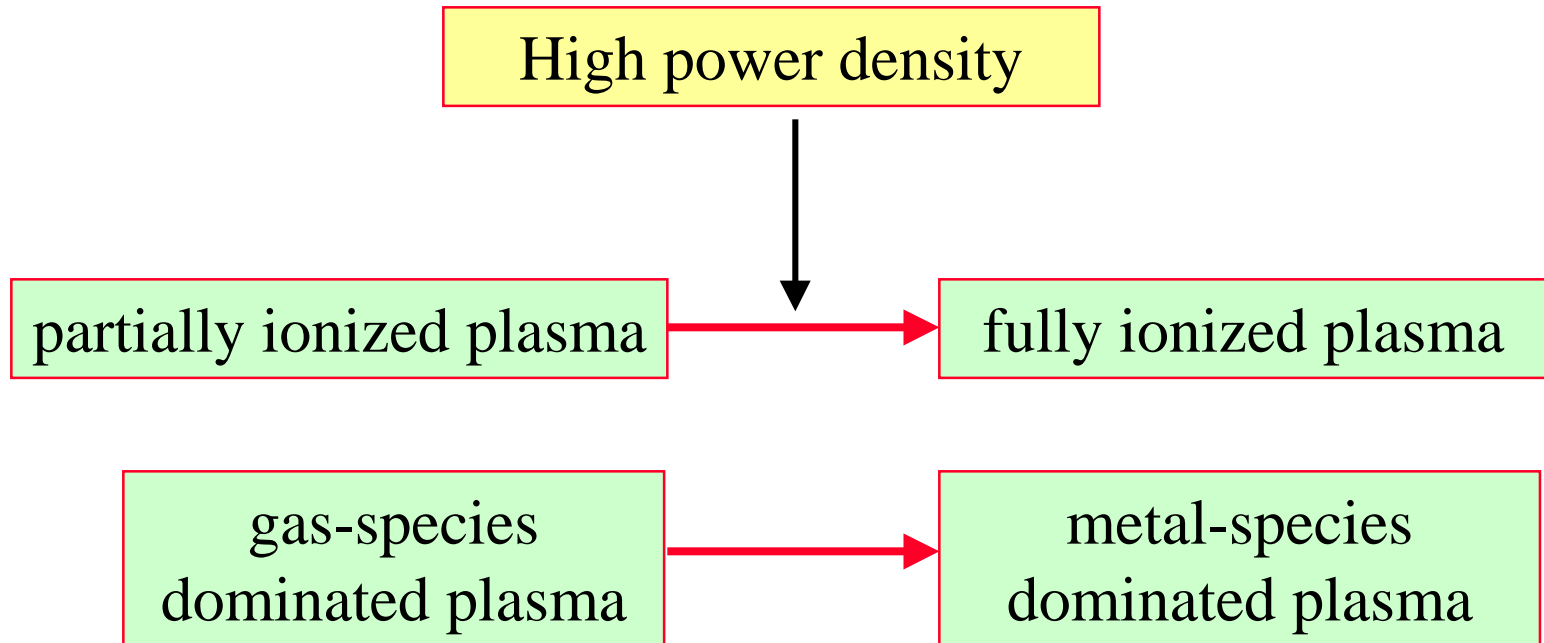 High power density
partially ionized plasma
fully ionized plasma
gas-species
dominated plasma
metal-species
dominated plasma